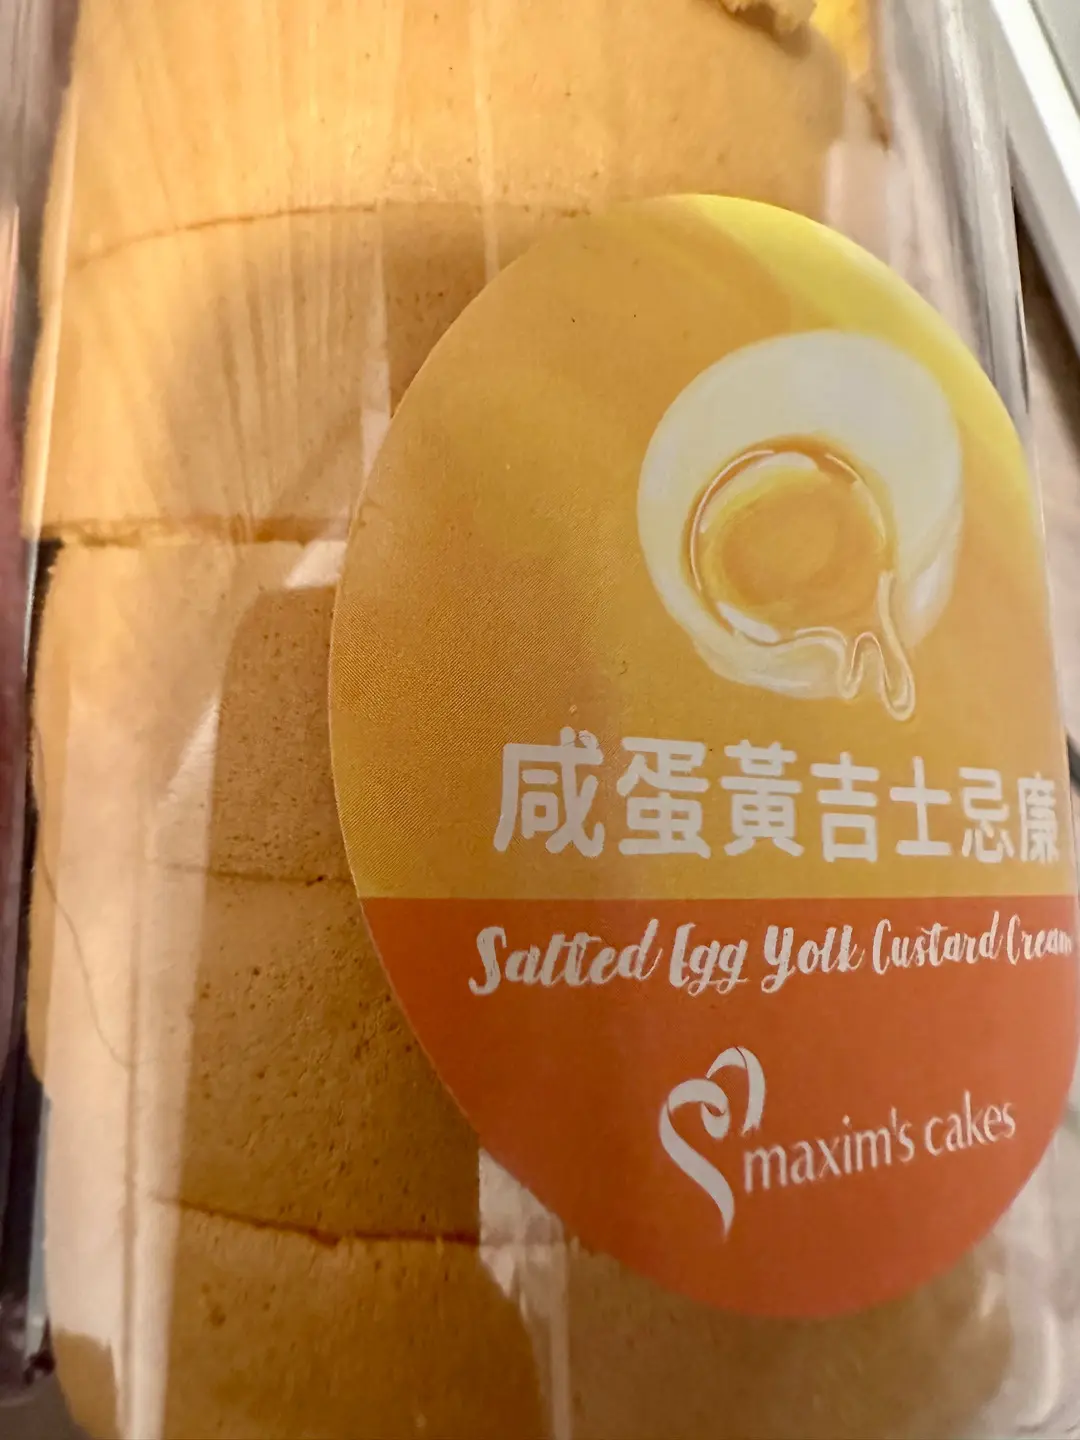 咸蛋黃吉士忌廉
Salted Egg Yolk Custard Cream
maxim's cakes